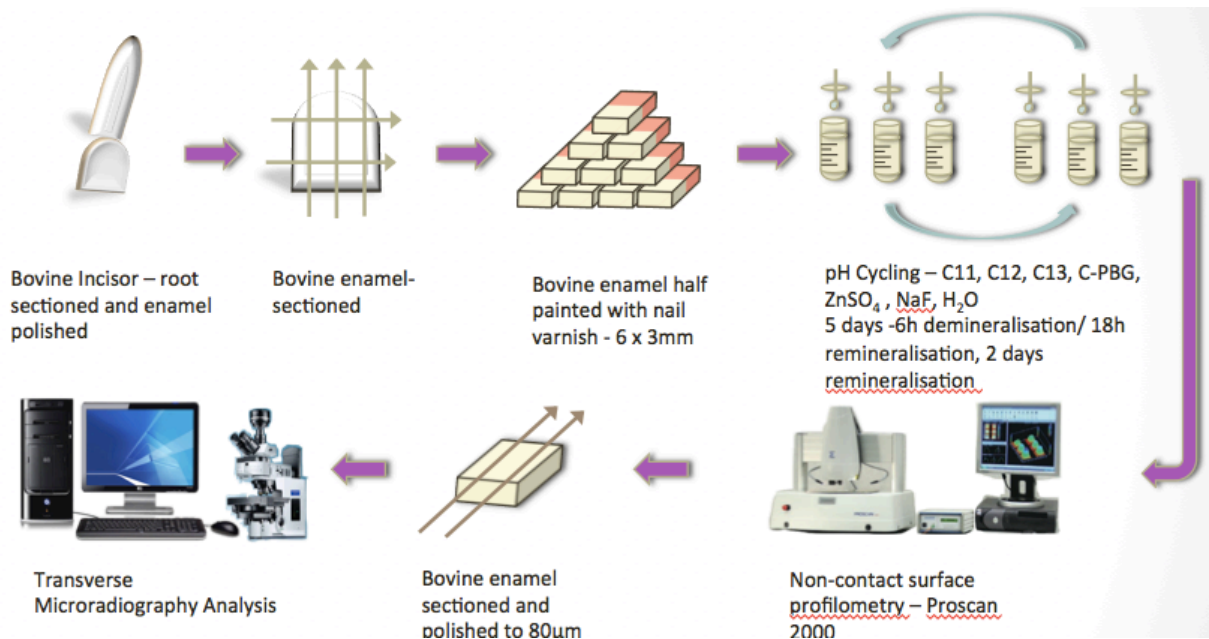 Bovine Incisor – root
sectioned and enamel
polished
Bovine enamel-
sectioned
Bovine enamel half
painted with nail
varnish - 6 x 3mm
pH Cycling – C11, C12, C13, C-PBG,
ZnSO₄ , NaF, H₂O
5 days -6h demineralisation/ 18h
remineralisation, 2 days
remineralisation
PROSCAN
Non-contact surface
profilometry – Proscan
2000
Bovine enamel
sectioned and
polished to 80µm
Transverse
Microradiography Analysis